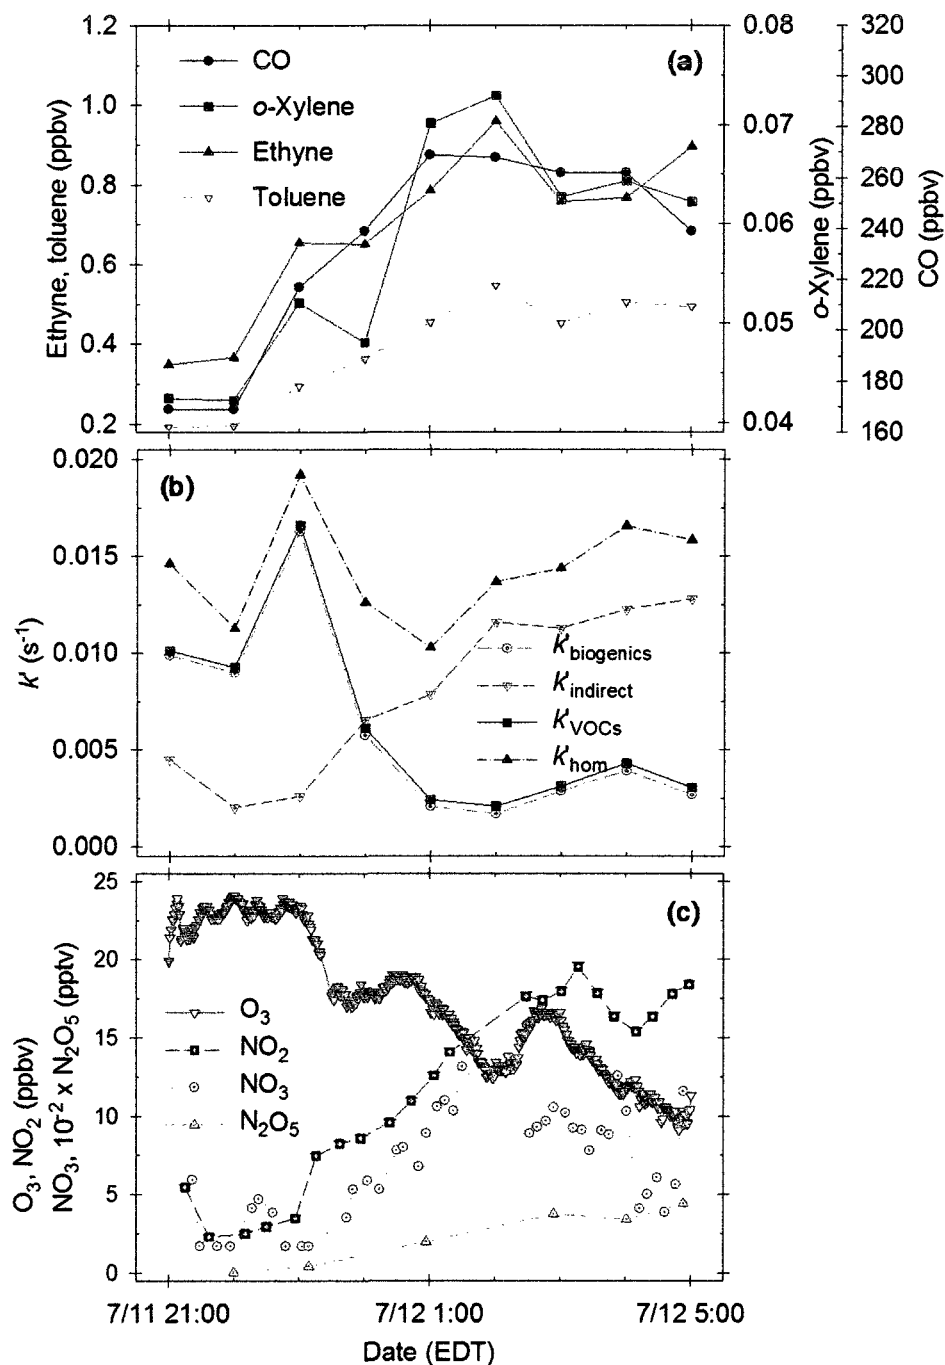 1.2
1.0
0.8
0.6
0.4
0.2
Ethyne, toluene (ppbv)
CO
o-Xylene
Ethyne
Toluene
(a)
0.08
0.07
0.06
0.05
0.04
o-Xylene (ppbv)
320
300
280
260
240
220
200
180
160
CO (ppbv)
0.020
0.015
0.010
0.005
0.000
k' (s⁻¹)
(b)
k'biogenics
k'indirect
k'VOCs
k'hom
25
20
15
10
5
0
O₃, NO₂ (ppbv)
NO₃, 10⁻² x N₂O₅ (pptv)
(c)
O₃
NO₂
NO₃
N₂O₅
7/11 21:00
7/12 1:00
7/12 5:00
Date (EDT)